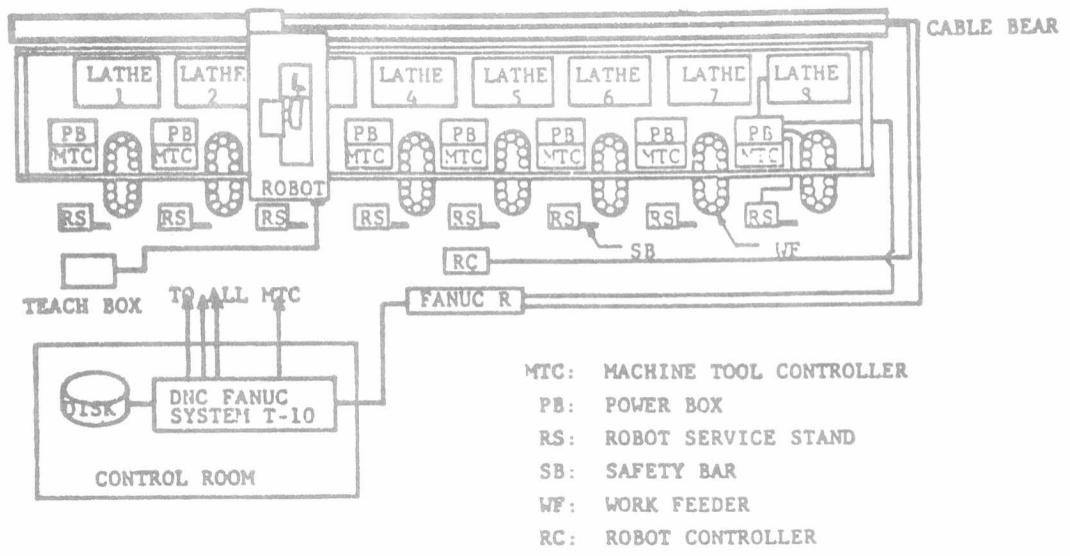 CABLE BEAR
LATHE
1
LATHE
2
LATHE
4
LATHE
5
LATHE
6
LATHE
7
LATHE
8
PB
MTC
PB
MTC
PB
MTC
PB
MTC
PB
MTC
PB
MTC
PB
MTC
ROBOT
RS
RS
RS
RS
RS
RS
RS
RS
SB
WF
RC
TEACH BOX
TO ALL MTC
FANUC R
DISK
DNC FANUC
SYSTEM T-10
CONTROL ROOM
MTC: MACHINE TOOL CONTROLLER
PB: POWER BOX
RS: ROBOT SERVICE STAND
SB: SAFETY BAR
WF: WORK FEEDER
RC: ROBOT CONTROLLER